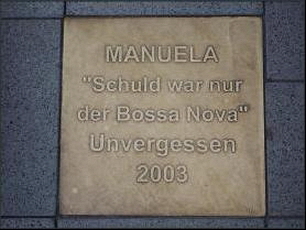 MANUELA
"Schuld war nur
der Bossa Nova"
Unvergessen
2003